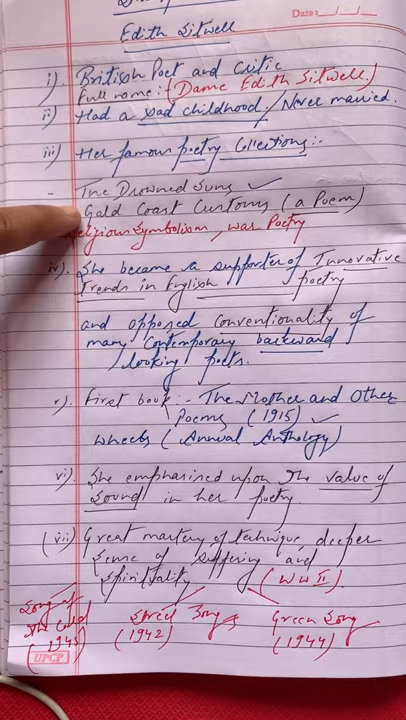 Edith Sitwell
Date: __/__/__
i). British Poet and critic
Full name: (Dame Edith Sitwell.)
ii) Had a sad childhood / Never married.
iii) Her famous poetry Collections:-
- The Drowned Suns
Gold Coast Customs (a Poem)
Religious Symbolism, war Poetry
iv). She became a supporter of Innovative
Trends in English poetry
and opposed conventionality of
many contemporary backward
looking poets.
v). First book:- The Mother and Other
Poems (1915)
Wheels (Annual Anthology)
vi). She emphasised upon the value of
Sound in her poetry
(vii) Great mastery of technique, deeper
Sense of suffering and
Spirituality (WW II).
Song of
the Cold
(1945)
Street Songs
(1942)
Green Song
(1944)
UPCP